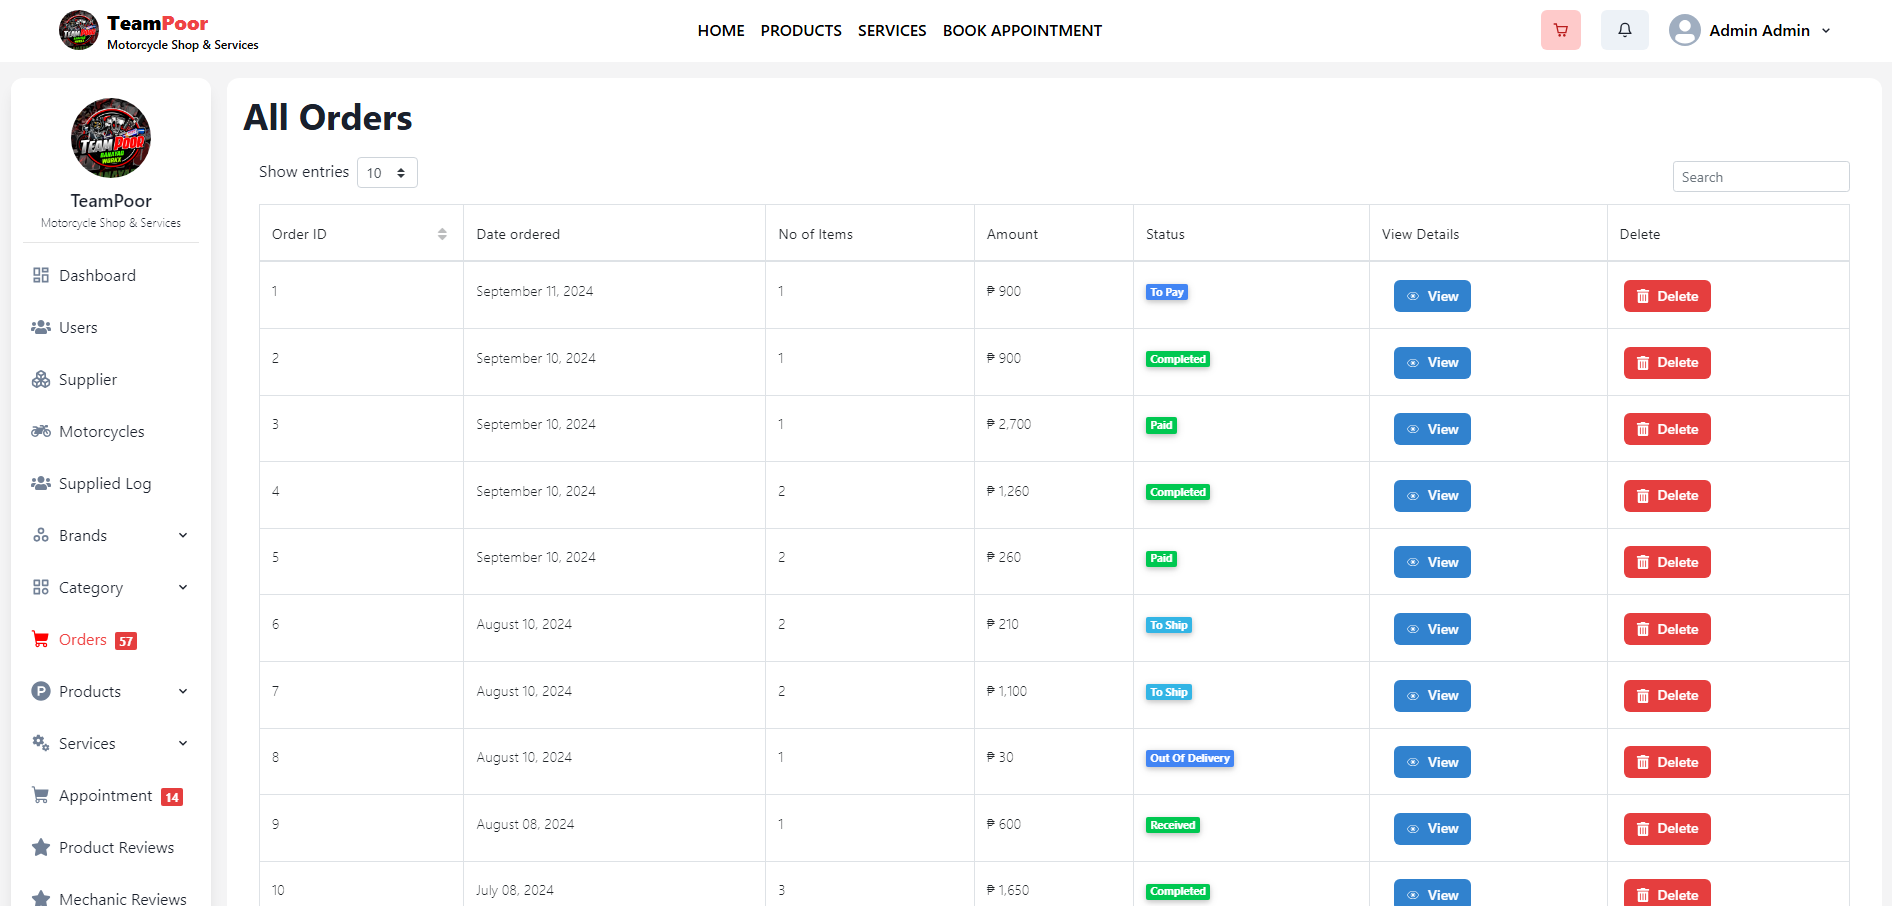 TeamPoor
Motorcycle Shop & Services
HOME PRODUCTS SERVICES BOOK APPOINTMENT
Admin Admin
TEAM POOR
TeamPoor
Motorcycle Shop & Services
Dashboard
Users
Supplier
Motorcycles
Supplied Log
Brands
Category
Orders 57
Products
Services
Appointment 14
Product Reviews
Mechanic Reviews
All Orders
Show entries 10
Search
Order ID Date ordered No of Items Amount Status View Details Delete
1 September 11, 2024 1 ₱ 900 To Pay View Delete
2 September 10, 2024 1 ₱ 900 Completed View Delete
3 September 10, 2024 1 ₱ 2,700 Paid View Delete
4 September 10, 2024 2 ₱ 1,260 Completed View Delete
5 September 10, 2024 2 ₱ 260 Paid View Delete
6 August 10, 2024 2 ₱ 210 To Ship View Delete
7 August 10, 2024 2 ₱ 1,100 To Ship View Delete
8 August 10, 2024 1 ₱ 30 Out Of Delivery View Delete
9 August 08, 2024 1 ₱ 600 Received View Delete
10 July 08, 2024 3 ₱ 1,650 Completed View Delete